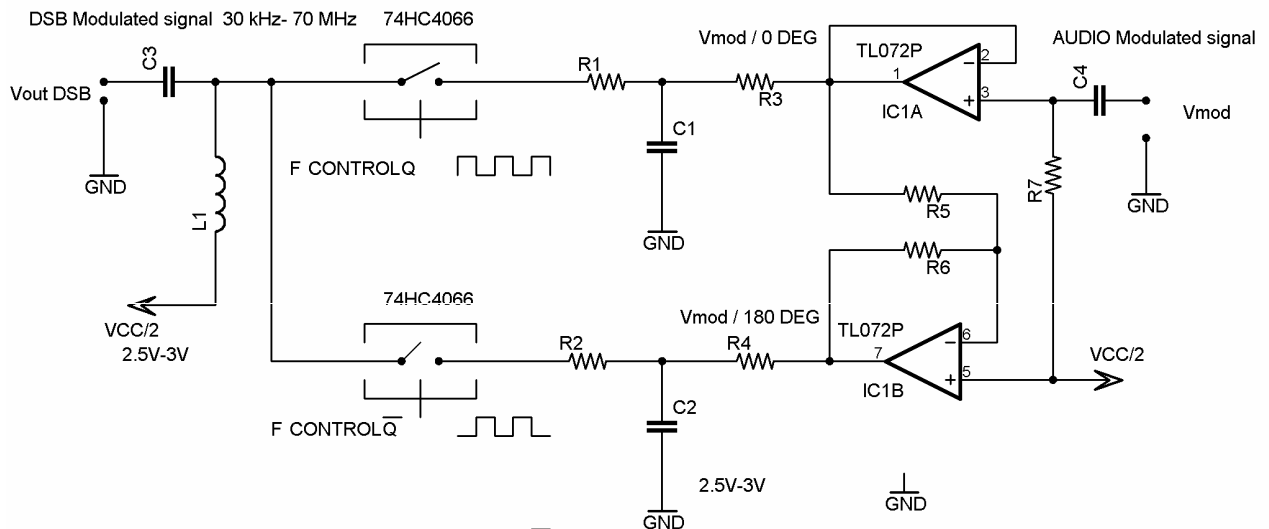 DSB Modulated signal 30 kHz- 70 MHz
74HC4066
Vmod / 0 DEG
TL072P
AUDIO Modulated signal
C3
Vout DSB
GND
R1
R3
1
2
3
IC1A
C4
Vmod
GND
C1
F CONTROLQ
L1
GND
R5
R6
R7
VCC/2
2.5V-3V
74HC4066
Vmod / 180 DEG
TL072P
R2
R4
7
6
5
IC1B
VCC/2
F CONTROLQ̅
C2
2.5V-3V
GND
GND